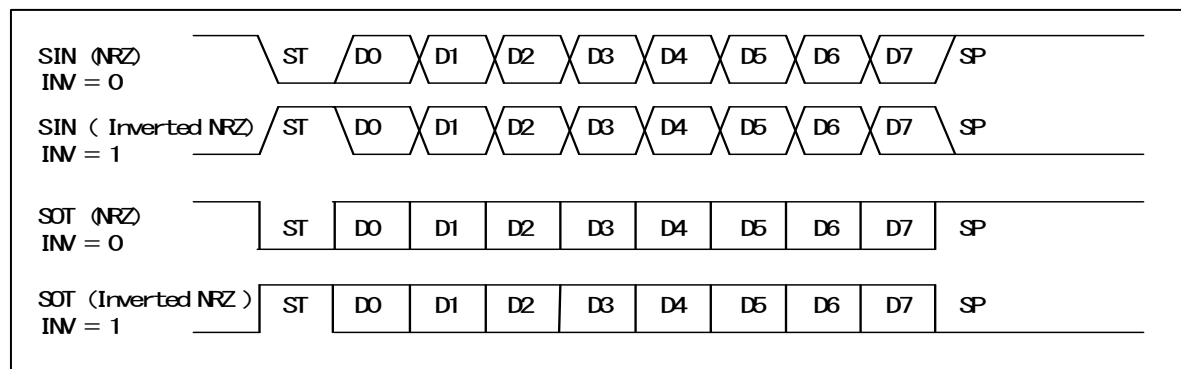 SIN (NRZ) ST D0 D1 D2 D3 D4 D5 D6 D7 SP
INV = 0
SIN ( Inverted NRZ) ST D0 D1 D2 D3 D4 D5 D6 D7 SP
INV = 1
SOT (NRZ) ST D0 D1 D2 D3 D4 D5 D6 D7 SP
INV = 0
SOT (Inverted NRZ ) ST D0 D1 D2 D3 D4 D5 D6 D7 SP
INV = 1